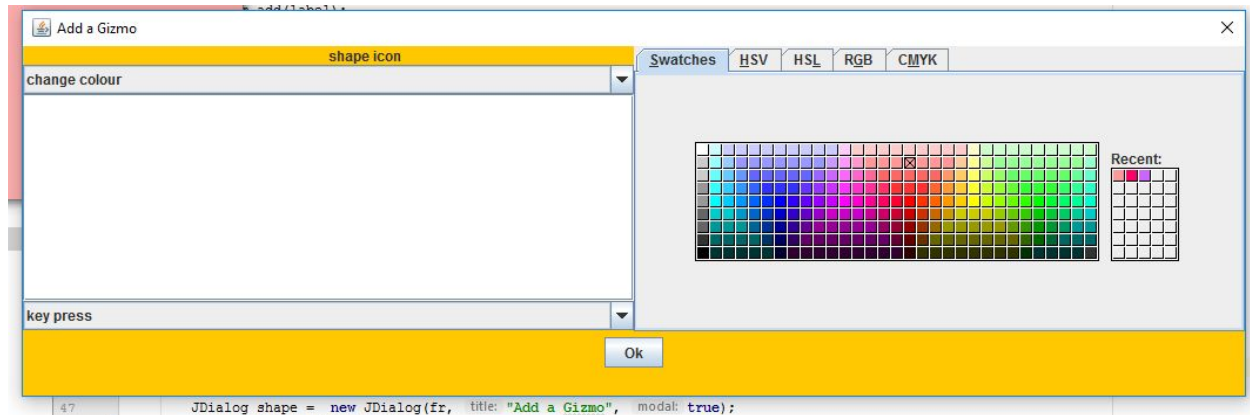 add(label);
Add a Gizmo
shape icon
change colour
key press
Swatches HSV HSL RGB CMYK
Recent:
Ok
47 JDialog shape = new JDialog(fr, title: "Add a Gizmo", modal: true);